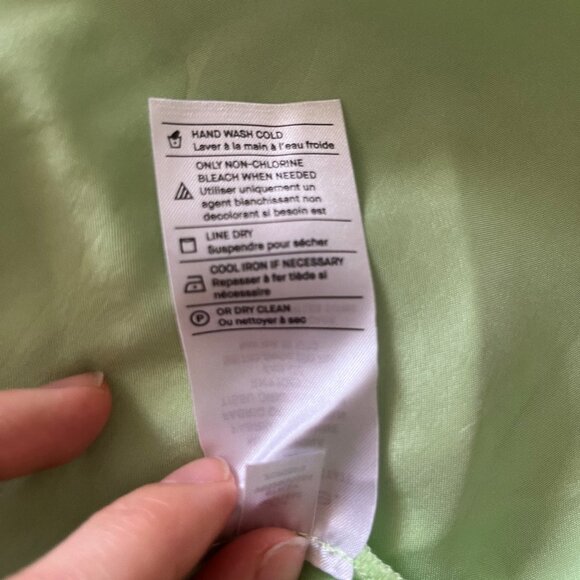 HAND WASH COLD
Laver à la main à l'eau froide
ONLY NON-CHLORINE
BLEACH WHEN NEEDED
Utiliser uniquement un
agent blanchissant non
decolorant si besoin est
LINE DRY
Suspendre pour sécher
COOL IRON IF NECESSARY
Repasser à fer tiède si
nécessaire
P
OR DRY CLEAN
Ou nettoyer à sec